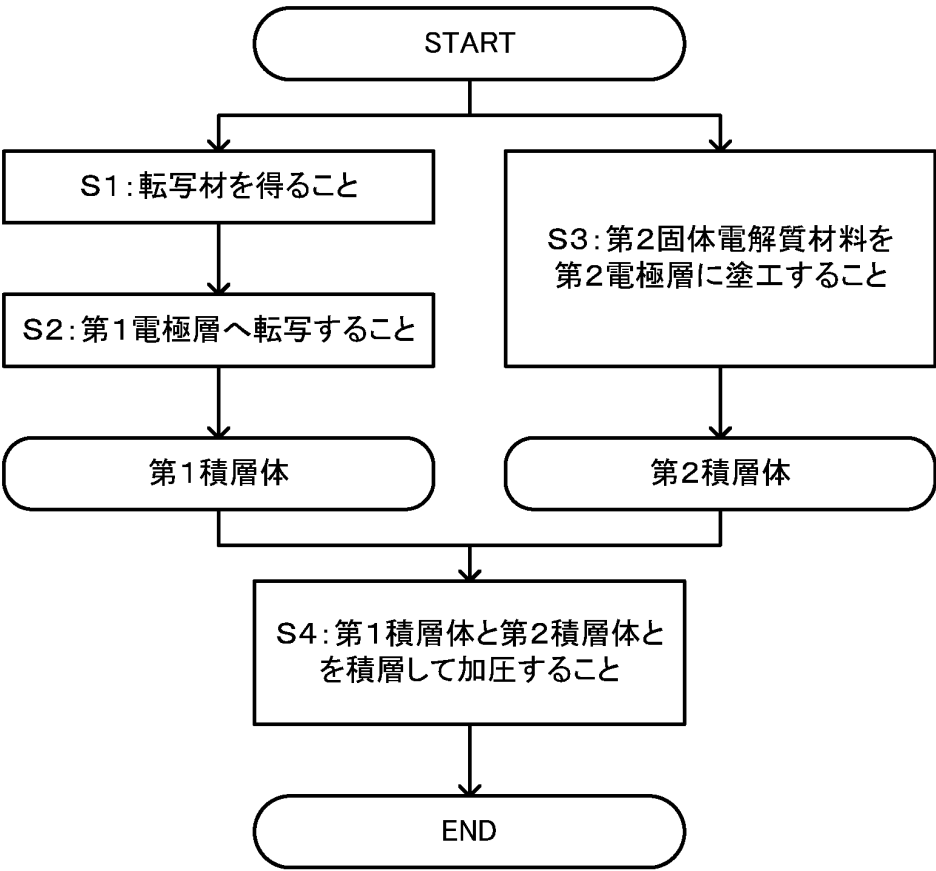 START
S1:転写材を得ること
S2:第1電極層へ転写すること
S3:第2固体電解質材料を
第2電極層に塗工すること
第1積層体
第2積層体
S4:第1積層体と第2積層体と
を積層して加圧すること
END